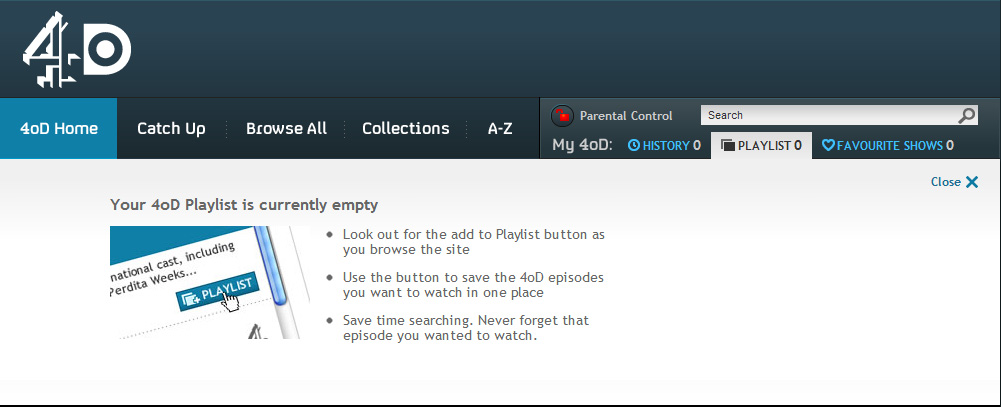 4oD
4oD Home
Catch Up
Browse All
Collections
A-Z
Parental Control
Search
My 4oD:
HISTORY 0
PLAYLIST 0
FAVOURITE SHOWS 0
Close
Your 4oD Playlist is currently empty
national cast, including
Perdita Weeks...
PLAYLIST
Look out for the add to Playlist button as
you browse the site
Use the button to save the 4oD episodes
you want to watch in one place
Save time searching. Never forget that
episode you wanted to watch.